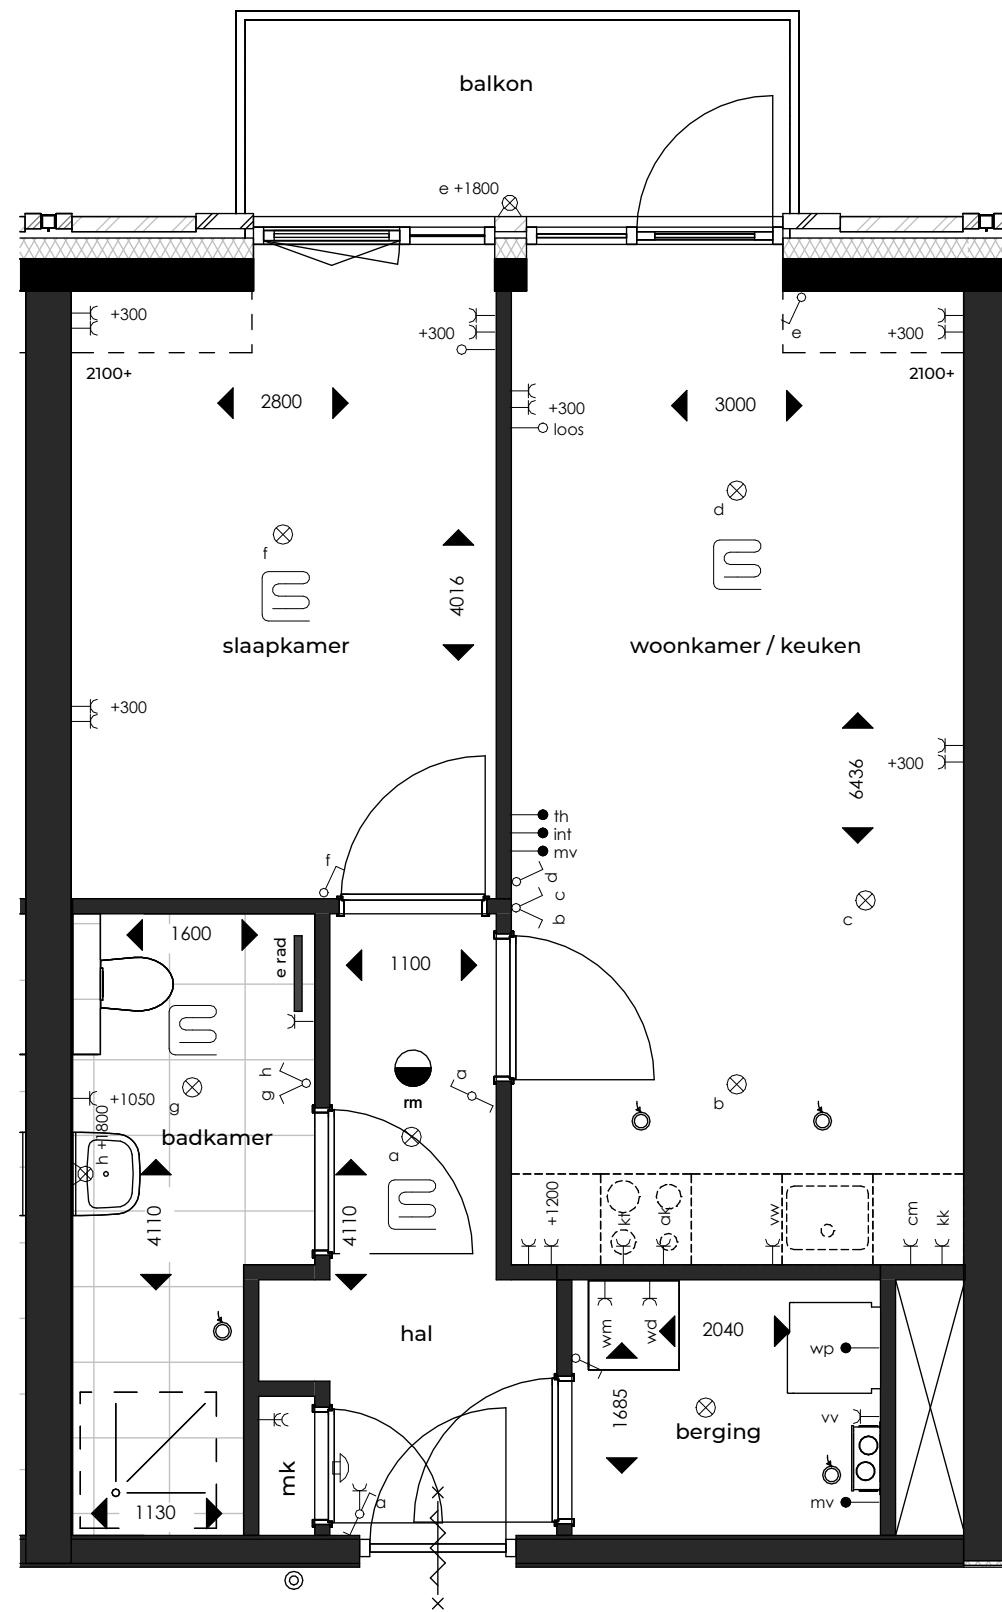 balkon
e +1800
+300
+300
e
+300
2100+
2100+
2800
3000
+300
loos
d
f
4016
slaapkamer
woonkamer / keuken
+300
6436
+300
th
int
mv
f
d
c
b
c
1600
e rad
1100
+1050
g
h
g
h +1800
badkamer
rm
a
a
b
4110
4110
+1200
kt
ak
vw
cm
kk
hal
wm
wd
2040
wp
1685
berging
vv
mv
mk
a
1130